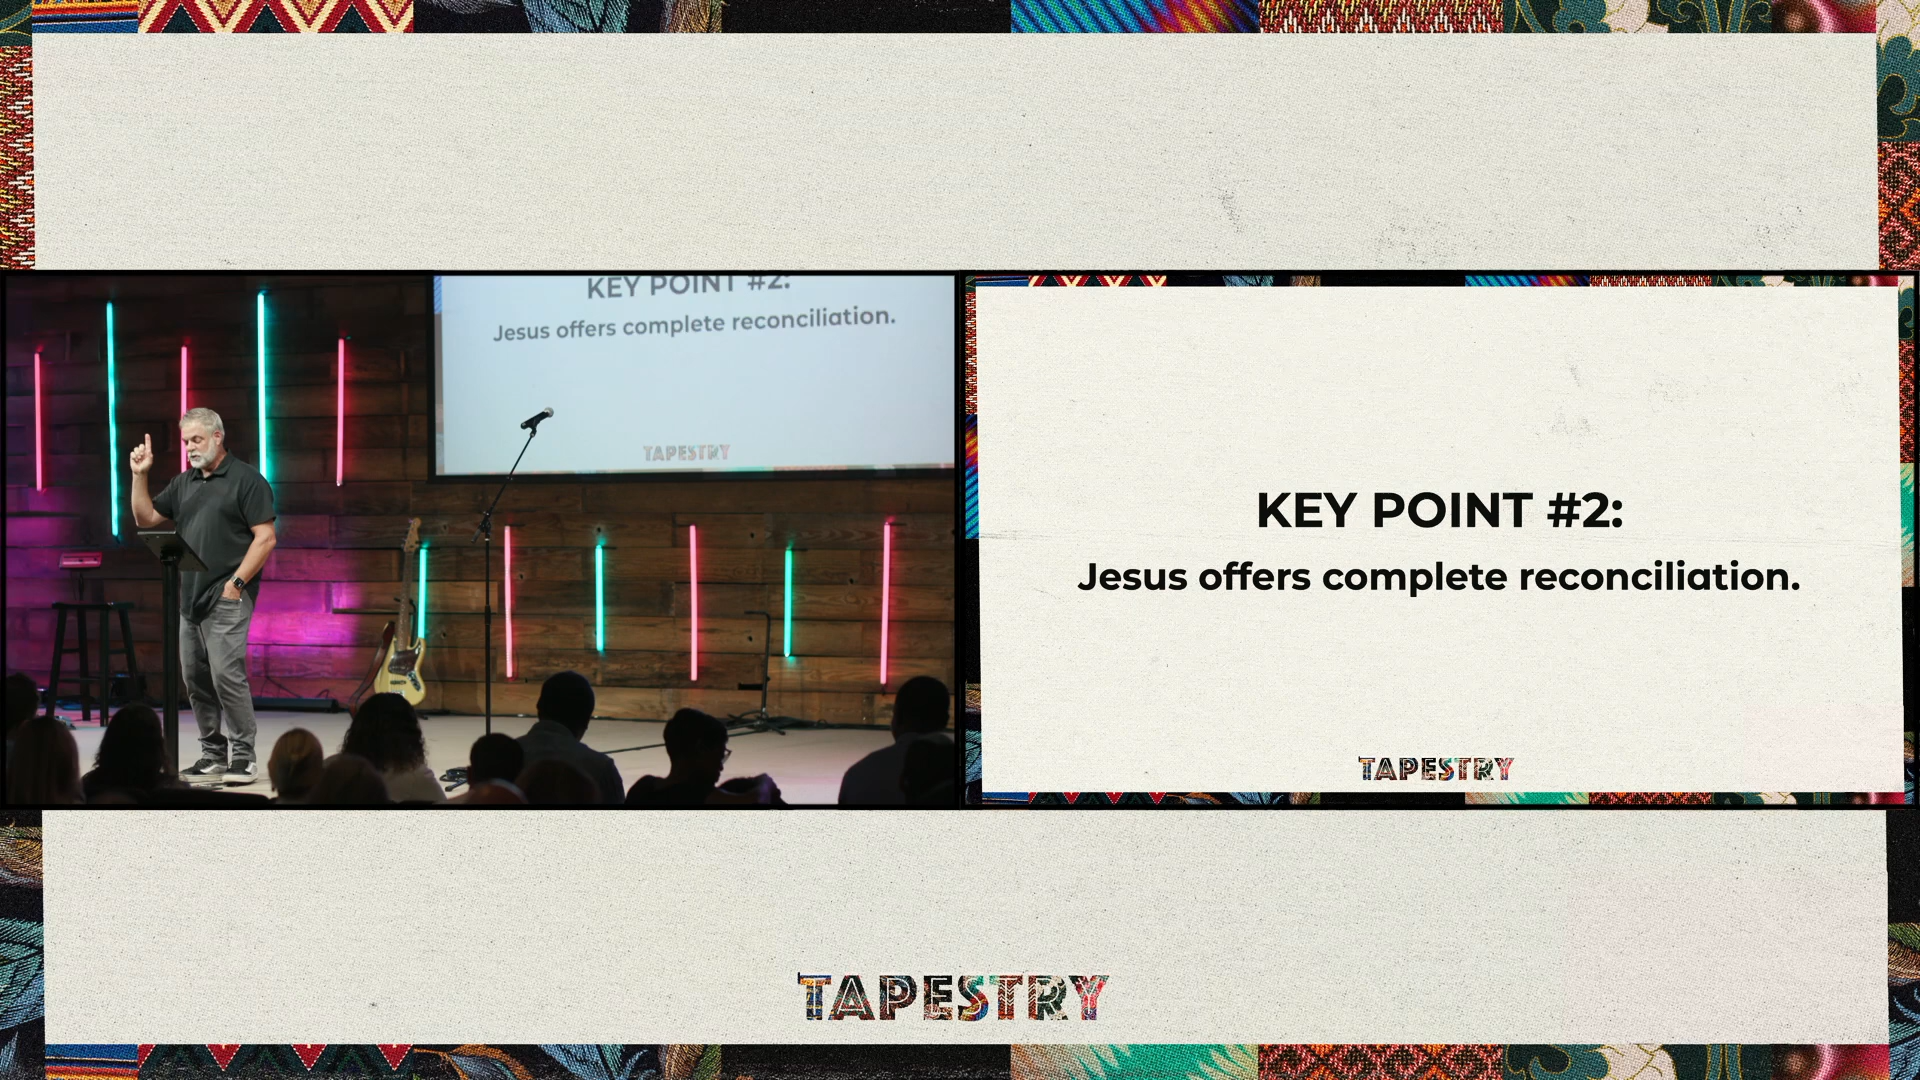 KEY POINT #2:
Jesus offers complete reconciliation.
TAPESTRY
KEY POINT #2:
Jesus offers complete reconciliation.
TAPESTRY
TAPESTRY